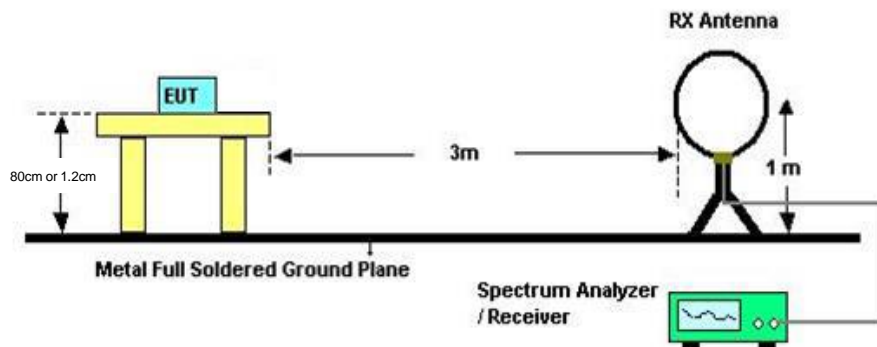 RX Antenna
EUT
80cm or 1.2cm
3m
1 m
Metal Full Soldered Ground Plane
Spectrum Analyzer
/ Receiver